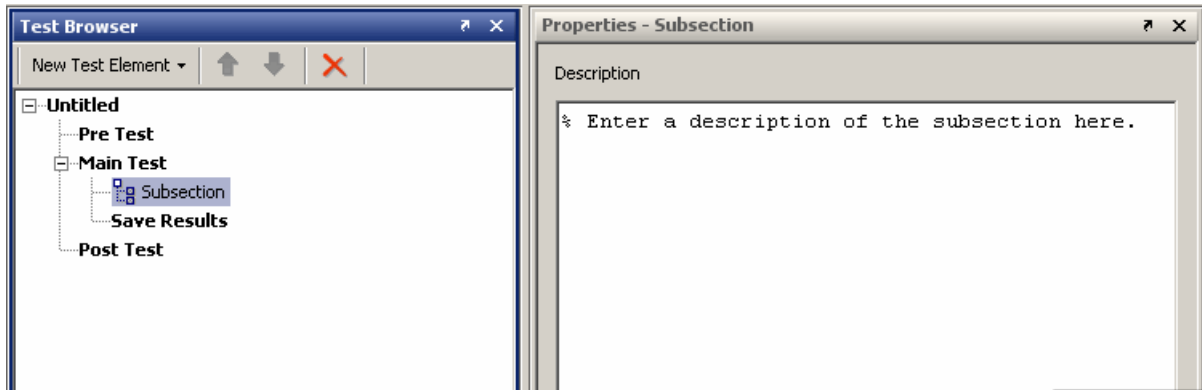 Test Browser
New Test Element
Untitled
Pre Test
Main Test
Subsection
Save Results
Post Test
Properties - Subsection
Description
% Enter a description of the subsection here.